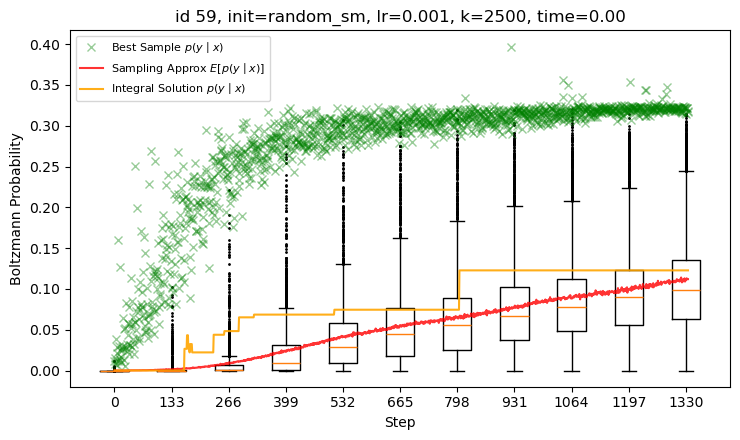 id 59, init=random_sm, lr=0.001, k=2500, time=0.00
Best Sample p(y | x)
Sampling Approx E[p(y | x)]
Integral Solution p(y | x)
Boltzmann Probability
0.40
0.35
0.30
0.25
0.20
0.15
0.10
0.05
0.00
0 133 266 399 532 665 798 931 1064 1197 1330
Step